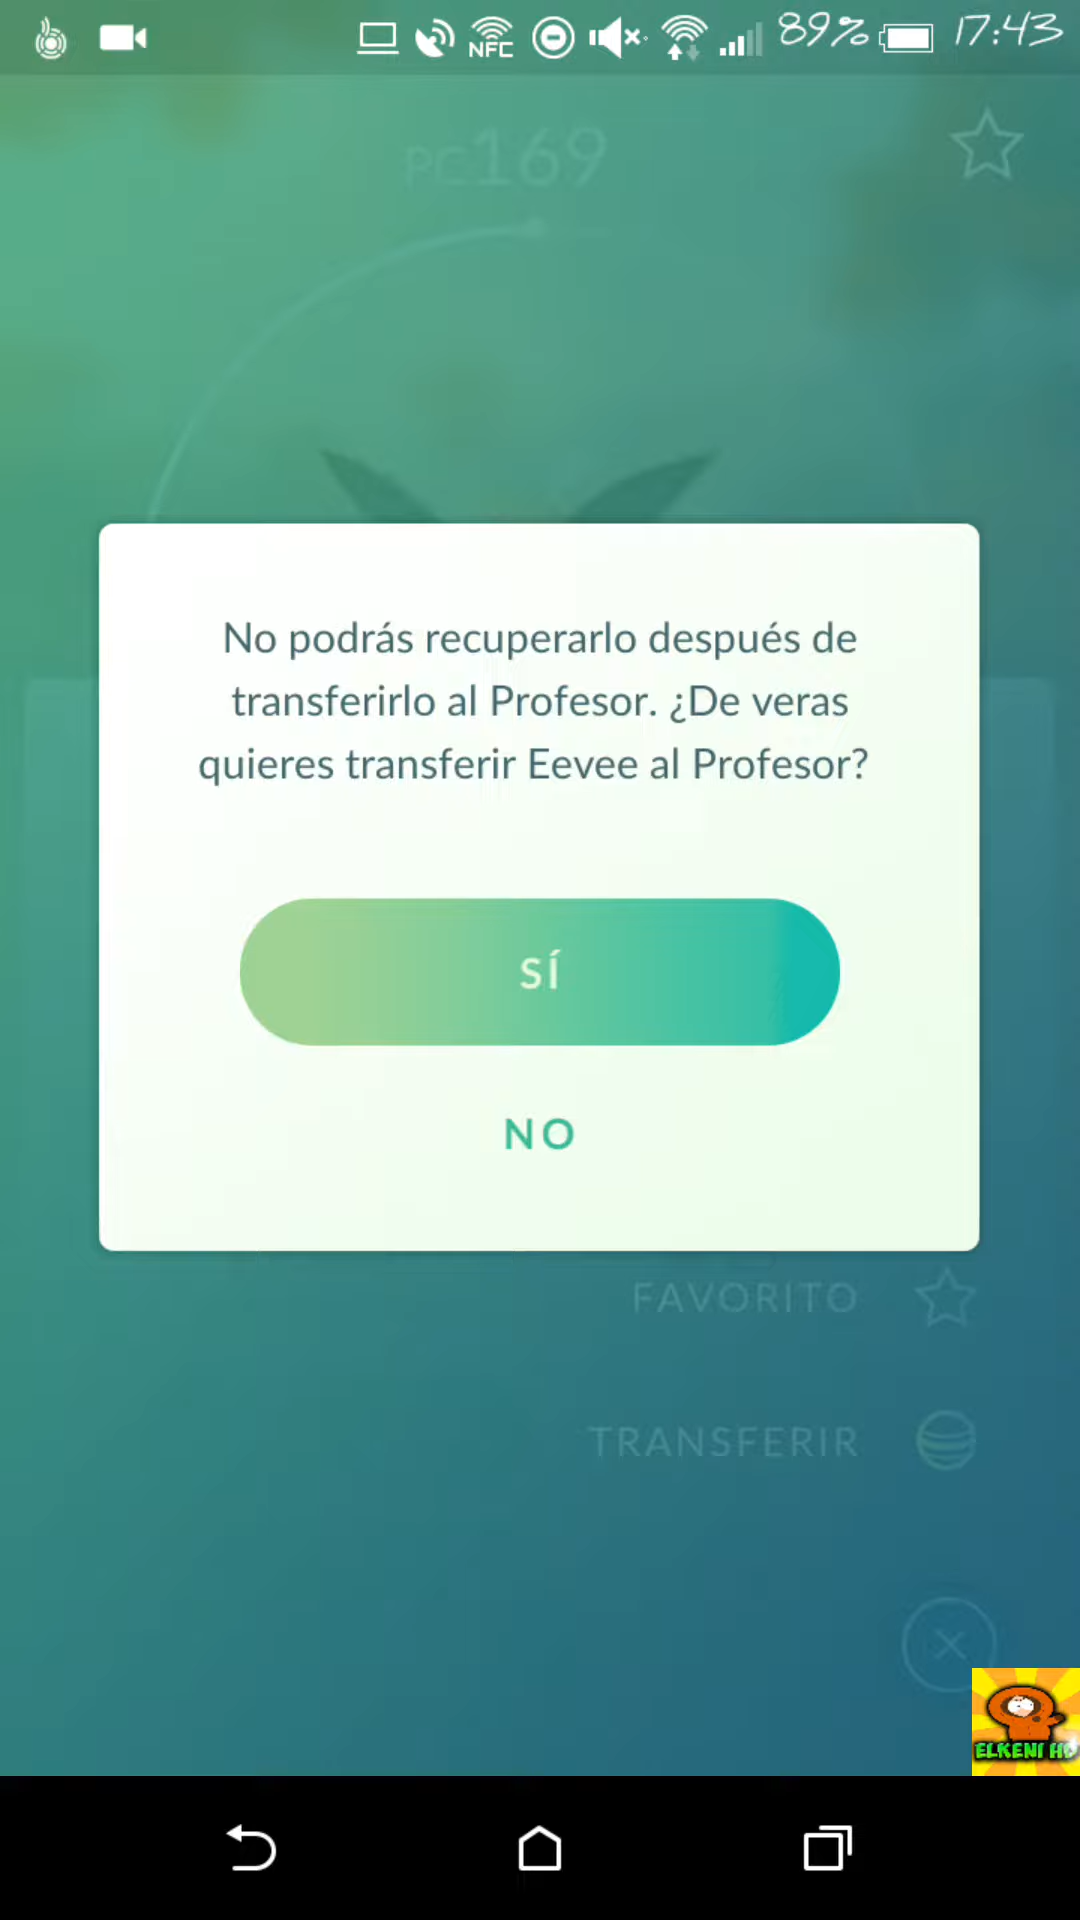 NFC 89% 17:43
PC169
No podrás recuperarlo después de
transferirlo al Profesor. ¿De veras
quieres transferir Eevee al Profesor?
SÍ
NO
FAVORITO
TRANSFERIR
ELKENI HD